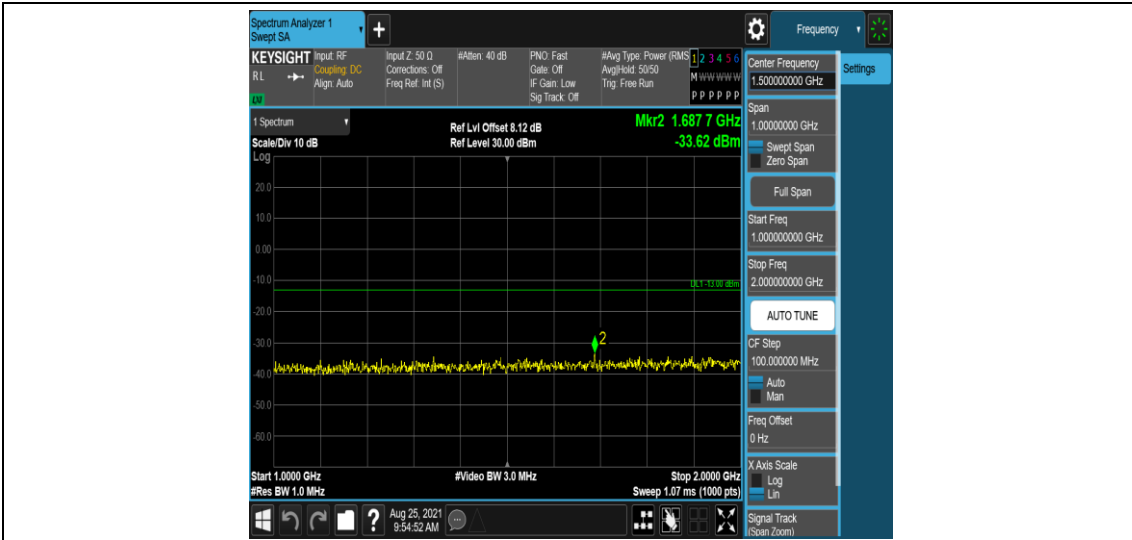 Spectrum Analyzer 1
Swept SA
+
Frequency
KEYSIGHT
RL
LXI
Input: RF
Coupling: DC
Align: Auto
Input Z: 50 Ω
Corrections: Off
Freq Ref: Int (S)
#Atten: 40 dB
PNO: Fast
Gate: Off
IF Gain: Low
Sig Track: Off
#Avg Type: Power (RMS
Avg|Hold: 50/50
Trig: Free Run
1 2 3 4 5 6
M W W W W W
P P P P P P
1 Spectrum
Scale/Div 10 dB
Log
Ref Lvl Offset 8.12 dB
Ref Level 30.00 dBm
Mkr2 1.687 7 GHz
-33.62 dBm
20.0
10.0
0.00
-10.0
DL1 -13.00 dBm
-20.0
-30.0
2
-40.0
-50.0
-60.0
Start 1.0000 GHz
#Res BW 1.0 MHz
#Video BW 3.0 MHz
Stop 2.0000 GHz
Sweep 1.07 ms (1000 pts)
Center Frequency
1.500000000 GHz
Settings
Span
1.00000000 GHz
Swept Span
Zero Span
Full Span
Start Freq
1.000000000 GHz
Stop Freq
2.000000000 GHz
AUTO TUNE
CF Step
100.000000 MHz
Auto
Man
Freq Offset
0 Hz
X Axis Scale
Log
Lin
Signal Track
(Span Zoom)
?
Aug 25, 2021
9:54:52 AM